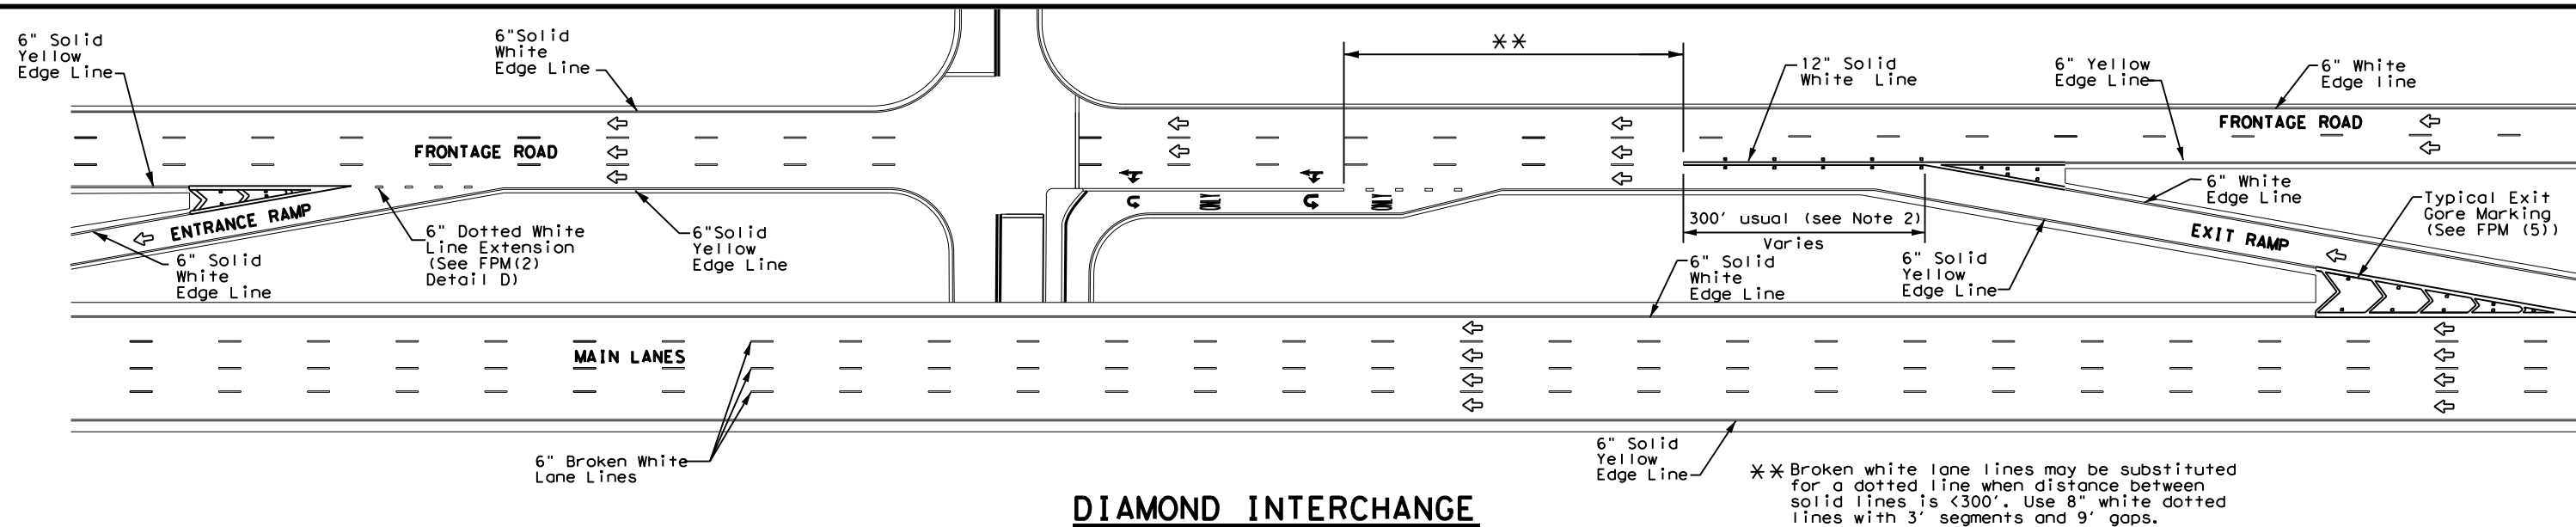 6" Solid
Yellow
Edge Line
6"Solid
White
Edge Line
**
12" Solid
White Line
6" Yellow
Edge Line
6" White
Edge line
FRONTAGE ROAD
FRONTAGE ROAD
ENTRANCE RAMP
6" Solid
White
Edge Line
6" Dotted White
Line Extension
(See FPM(2)
Detail D)
6"Solid
Yellow
Edge Line
ONLY
ONLY
300' usual (see Note 2)
Varies
6" Solid
White
Edge Line
6" Solid
Yellow
Edge Line
6" White
Edge Line
EXIT RAMP
Typical Exit
Gore Marking
(See FPM (5))
MAIN LANES
6" Broken White
Lane Lines
6" Solid
Yellow
Edge Line
** Broken white lane lines may be substituted
for a dotted line when distance between
solid lines is <300'. Use 8" white dotted
lines with 3' segments and 9' gaps.
DIAMOND INTERCHANGE